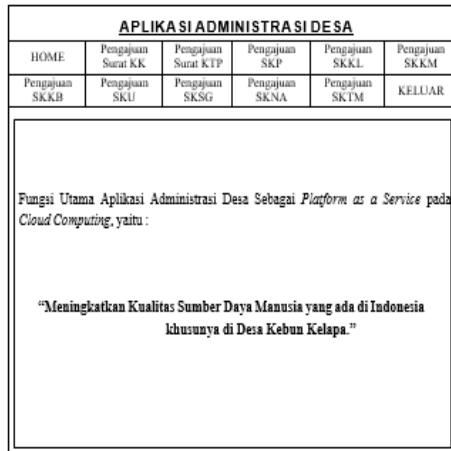 APLIKASI ADMINISTRASI DESA
HOME
Pengajuan
Surat KK
Pengajuan
Surat KTP
Pengajuan
SKP
Pengajuan
SKKL
Pengajuan
SKKM
Pengajuan
SKKB
Pengajuan
SKU
Pengajuan
SKSG
Pengajuan
SKNA
Pengajuan
SKTM
KELUAR
Fungsi Utama Aplikasi Administrasi Desa Sebagai Platform as a Service pada
Cloud Computing, yaitu :
“Meningkatkan Kualitas Sumber Daya Manusia yang ada di Indonesia
khusunya di Desa Kebun Kelapa.”